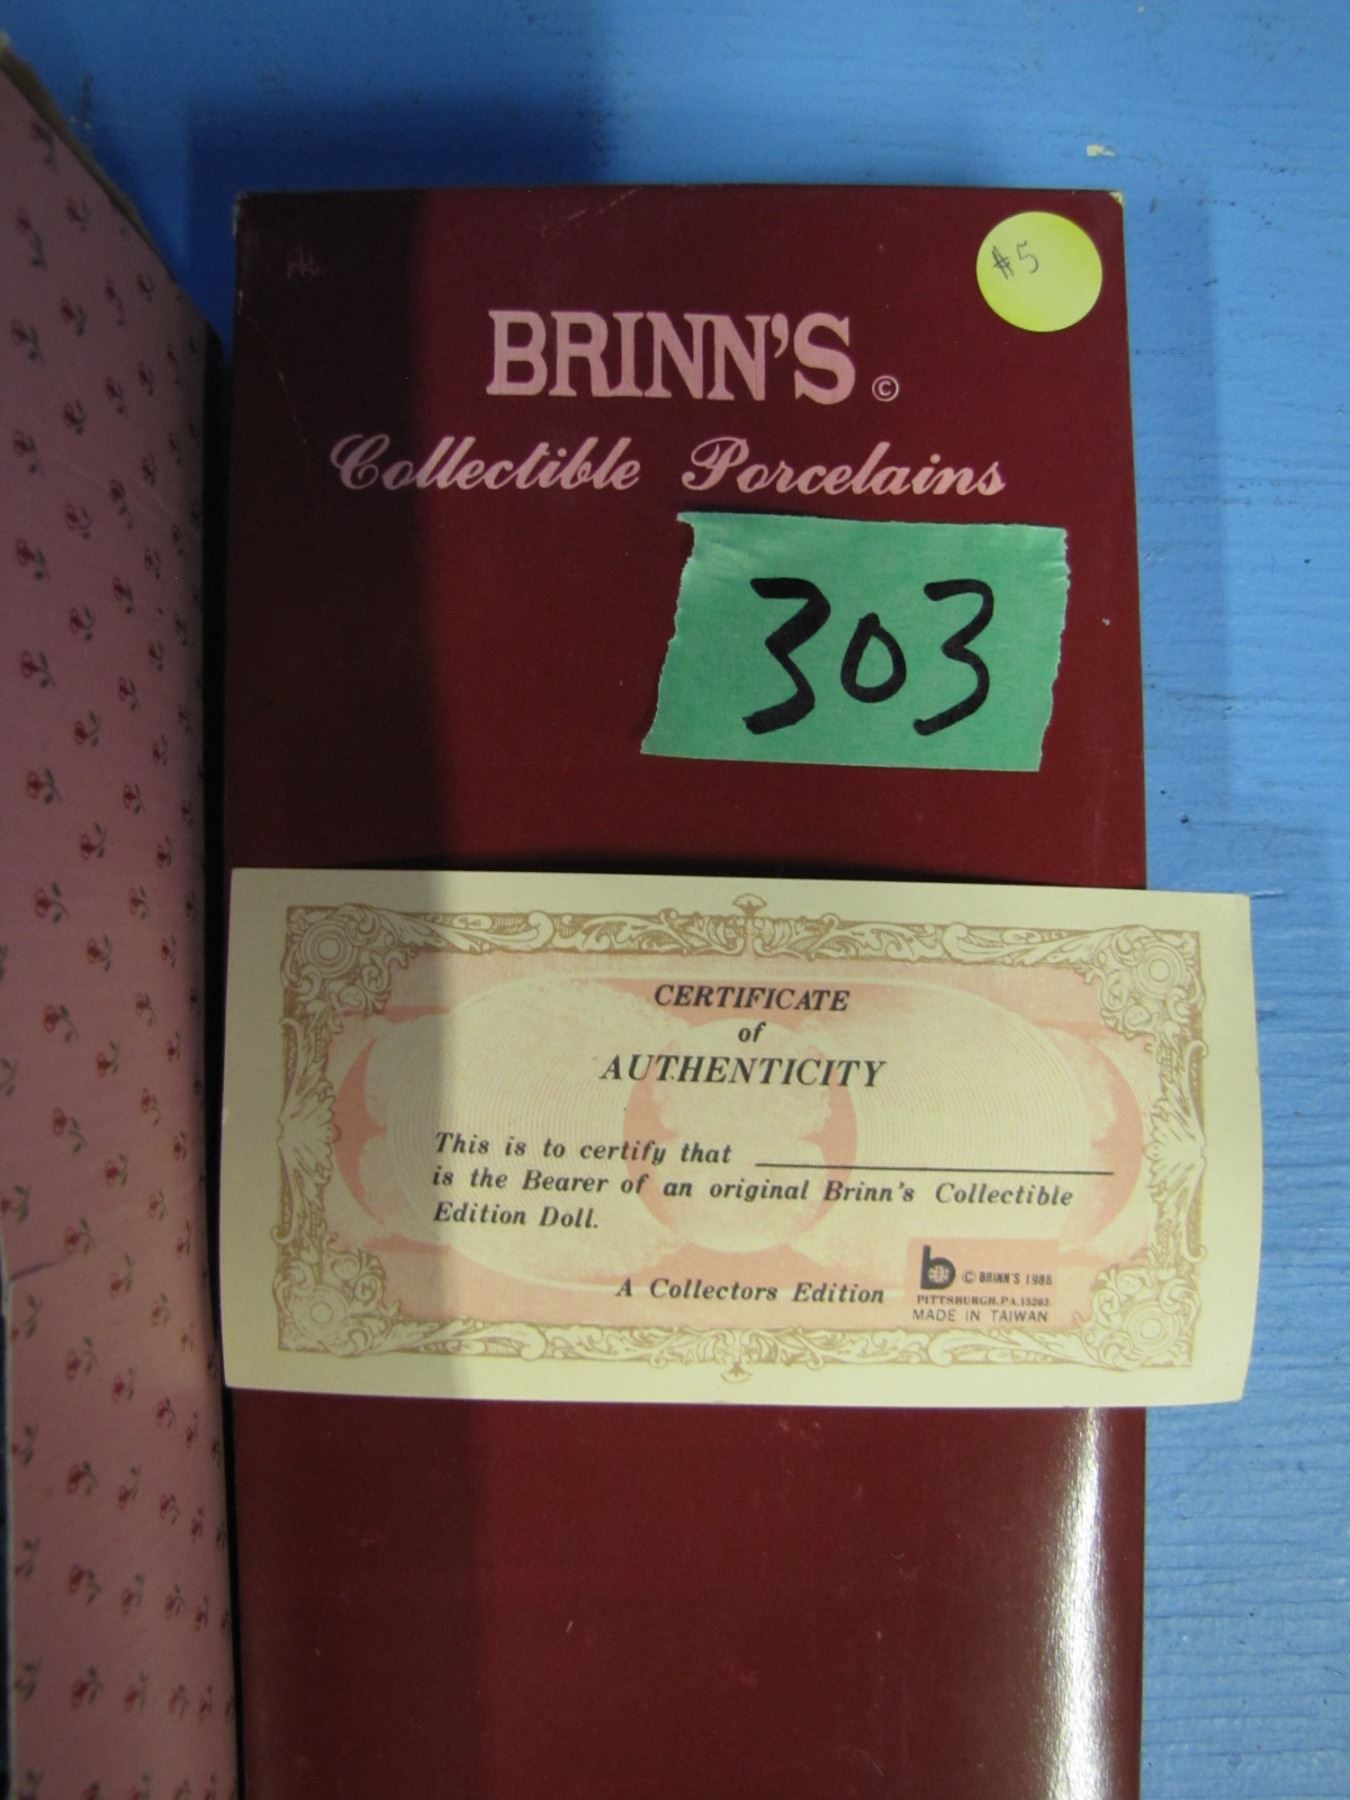 #5
BRINN'S ©
Collectible Porcelains
303
CERTIFICATE
of
AUTHENTICITY
This is to certify that
is the Bearer of an original Brinn's Collectible
Edition Doll.
A Collectors Edition
b © BRINN'S 1986
PITTSBURGH, PA. 15203
MADE IN TAIWAN